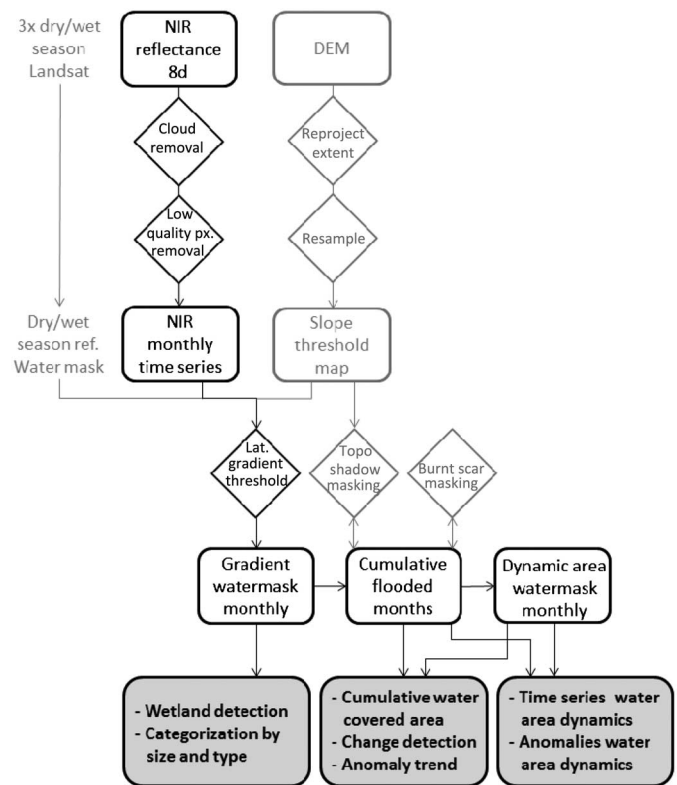 3x dry/wet
season
Landsat
NIR
reflectance
8d
DEM
Cloud
removal
Reproject
extent
Low
quality px.
removal
Resample
Dry/wet
season ref.
Water mask
NIR
monthly
time series
Slope
threshold
map
Lat.
gradient
threshold
Topo
shadow
masking
Burnt scar
masking
Gradient
watermask
monthly
Cumulative
flooded
months
Dynamic area
watermask
monthly
- Wetland detection
- Categorization by
size and type
- Cumulative water
covered area
- Change detection
- Anomaly trend
- Time series water
area dynamics
- Anomalies water
area dynamics